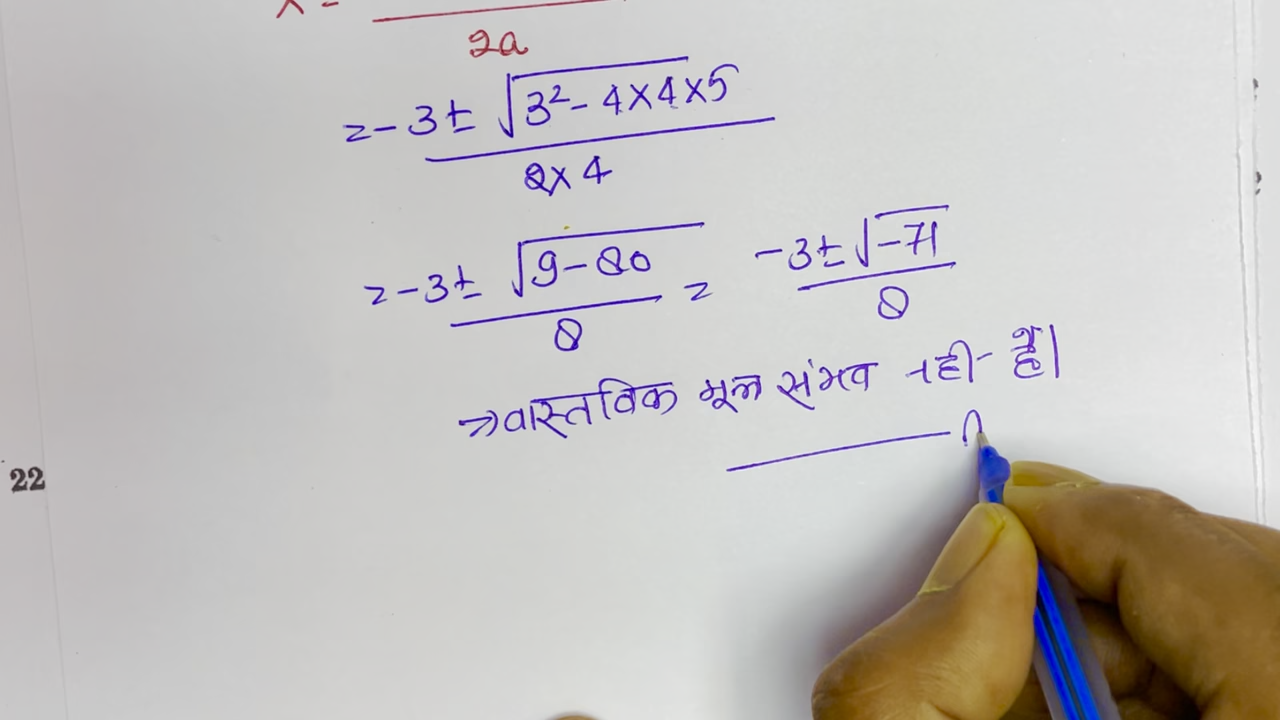 x =
2a
= -3 ± √3² - 4×4×5
2×4
= -3 ± √9-80 = -3 ± √-71
8 8
→ वास्तविक मूल संभव नहीं हैं।
22